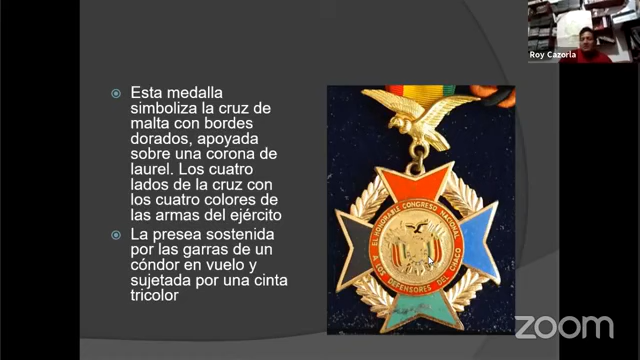 Roy Cazorla
Esta medalla
simboliza la cruz de
malta con bordes
dorados, apoyada
sobre una corona de
laurel. Los cuatro
lados de la cruz con
los cuatro colores de
las armas del ejército
La presea sostenida
por las garras de un
cóndor en vuelo y
sujetada por una cinta
tricolor
EL HONORABLE CONGRESO NACIONAL
A LOS DEFENSORES DEL CHACO
zoom